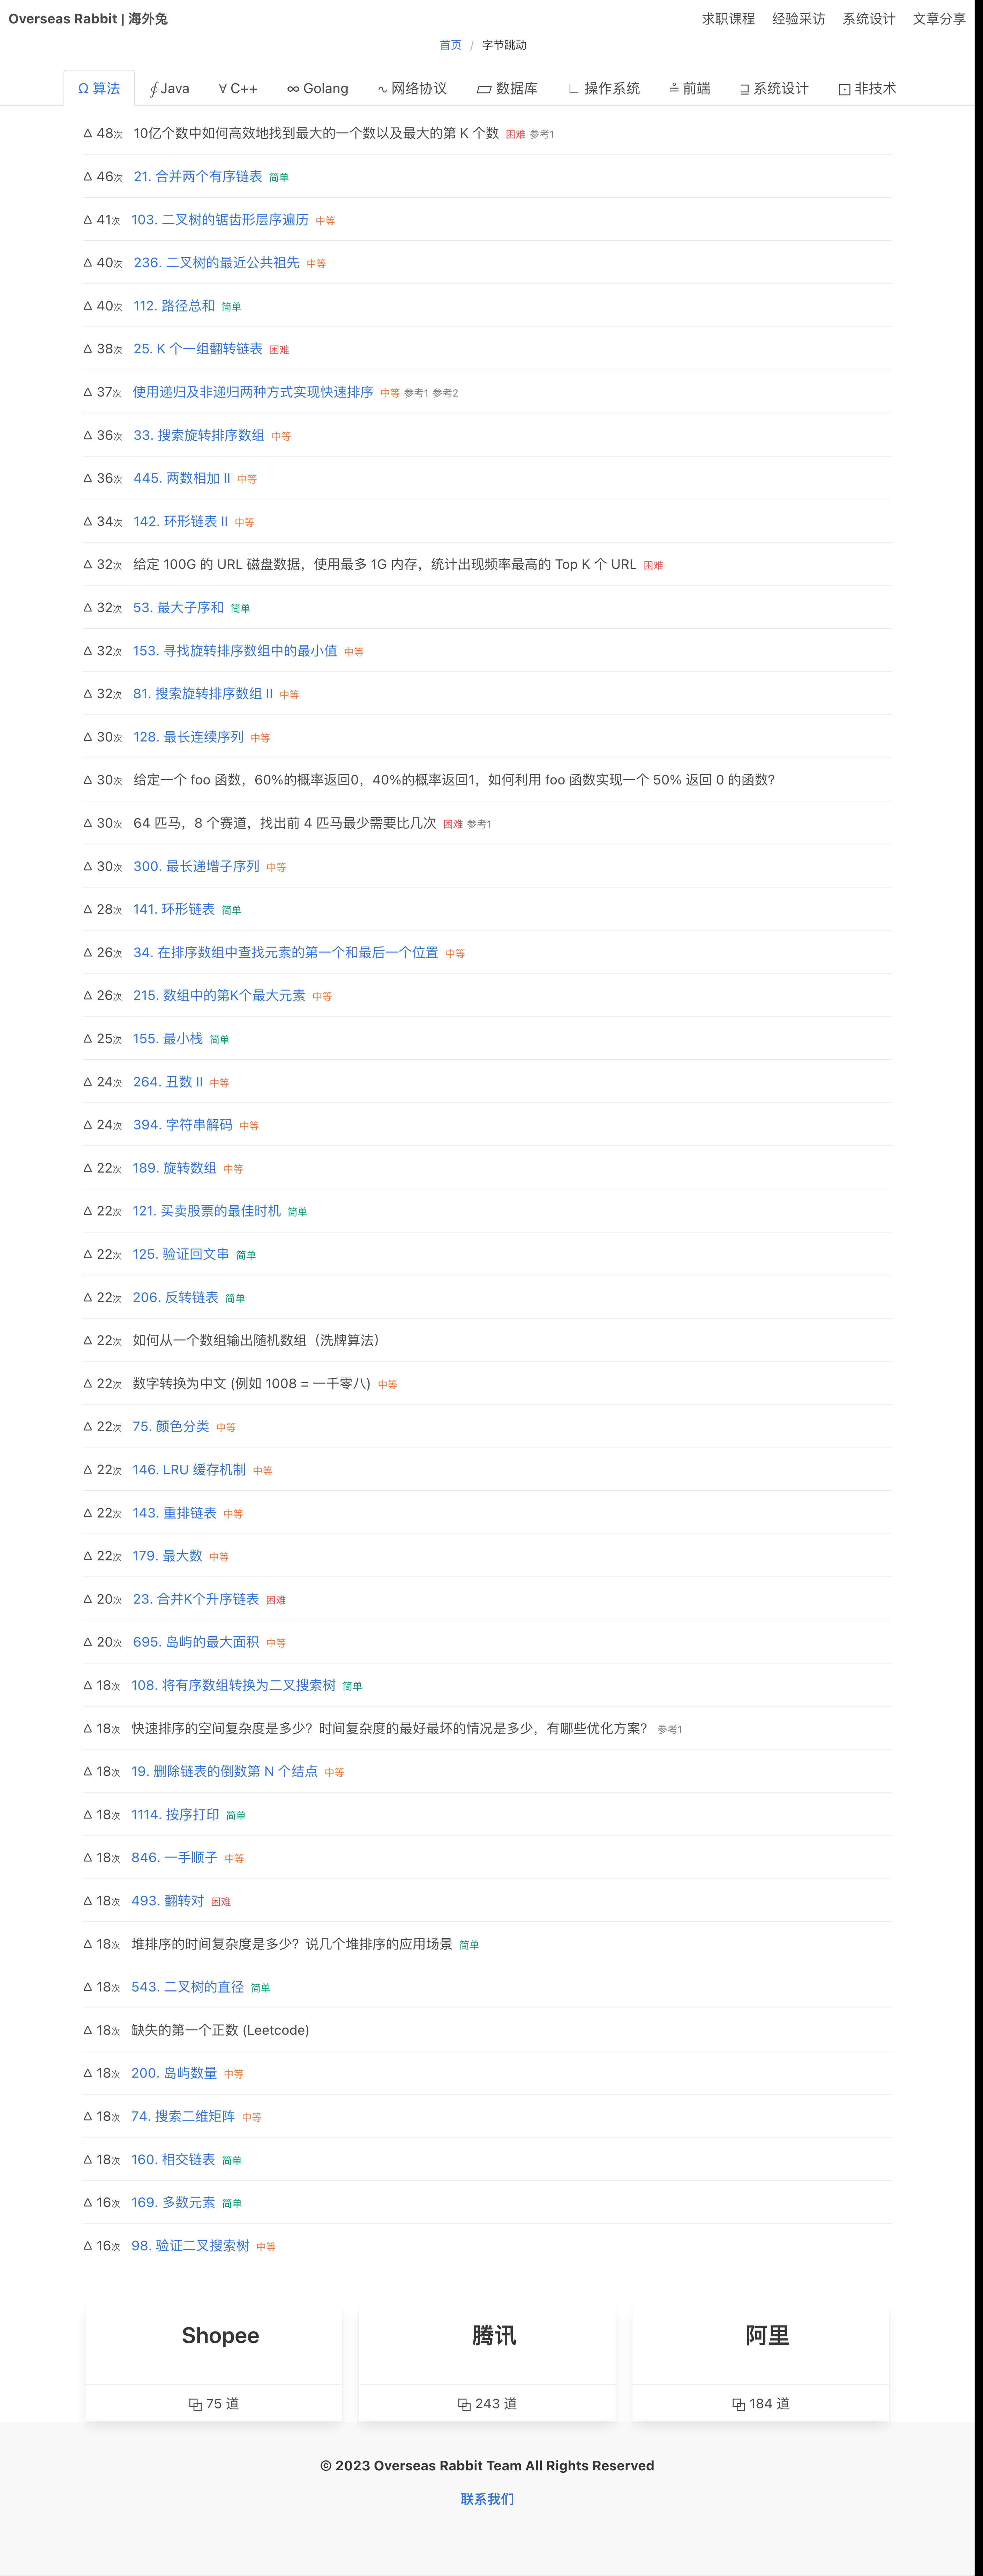 Overseas Rabbit | 海外兔 求职课程 经验采访 系统设计 文章分享
首页 / 字节跳动
Ω 算法 ∮Java ∀ C++ ∞ Golang ∿ 网络协议 ▱ 数据库 ∟ 操作系统 ≗ 前端 ⊒ 系统设计 ⊡ 非技术
∆ 48次 10亿个数中如何高效地找到最大的一个数以及最大的第 K 个数 困难 参考1
∆ 46次 21. 合并两个有序链表 简单
∆ 41次 103. 二叉树的锯齿形层序遍历 中等
∆ 40次 236. 二叉树的最近公共祖先 中等
∆ 40次 112. 路径总和 简单
∆ 38次 25. K 个一组翻转链表 困难
∆ 37次 使用递归及非递归两种方式实现快速排序 中等 参考1 参考2
∆ 36次 33. 搜索旋转排序数组 中等
∆ 36次 445. 两数相加 II 中等
∆ 34次 142. 环形链表 II 中等
∆ 32次 给定 100G 的 URL 磁盘数据，使用最多 1G 内存，统计出现频率最高的 Top K 个 URL 困难
∆ 32次 53. 最大子序和 简单
∆ 32次 153. 寻找旋转排序数组中的最小值 中等
∆ 32次 81. 搜索旋转排序数组 II 中等
∆ 30次 128. 最长连续序列 中等
∆ 30次 给定一个 foo 函数，60%的概率返回0，40%的概率返回1，如何利用 foo 函数实现一个 50% 返回 0 的函数？
∆ 30次 64 匹马，8 个赛道，找出前 4 匹马最少需要比几次 困难 参考1
∆ 30次 300. 最长递增子序列 中等
∆ 28次 141. 环形链表 简单
∆ 26次 34. 在排序数组中查找元素的第一个和最后一个位置 中等
∆ 26次 215. 数组中的第K个最大元素 中等
∆ 25次 155. 最小栈 简单
∆ 24次 264. 丑数 II 中等
∆ 24次 394. 字符串解码 中等
∆ 22次 189. 旋转数组 中等
∆ 22次 121. 买卖股票的最佳时机 简单
∆ 22次 125. 验证回文串 简单
∆ 22次 206. 反转链表 简单
∆ 22次 如何从一个数组输出随机数组（洗牌算法）
∆ 22次 数字转换为中文 (例如 1008 = 一千零八) 中等
∆ 22次 75. 颜色分类 中等
∆ 22次 146. LRU 缓存机制 中等
∆ 22次 143. 重排链表 中等
∆ 22次 179. 最大数 中等
∆ 20次 23. 合并K个升序链表 困难
∆ 20次 695. 岛屿的最大面积 中等
∆ 18次 108. 将有序数组转换为二叉搜索树 简单
∆ 18次 快速排序的空间复杂度是多少？时间复杂度的最好最坏的情况是多少，有哪些优化方案？ 参考1
∆ 18次 19. 删除链表的倒数第 N 个结点 中等
∆ 18次 1114. 按序打印 简单
∆ 18次 846. 一手顺子 中等
∆ 18次 493. 翻转对 困难
∆ 18次 堆排序的时间复杂度是多少？说几个堆排序的应用场景 简单
∆ 18次 543. 二叉树的直径 简单
∆ 18次 缺失的第一个正数 (Leetcode)
∆ 18次 200. 岛屿数量 中等
∆ 18次 74. 搜索二维矩阵 中等
∆ 18次 160. 相交链表 简单
∆ 16次 169. 多数元素 简单
∆ 16次 98. 验证二叉搜索树 中等
Shopee 腾讯 阿里
75 道 243 道 184 道
© 2023 Overseas Rabbit Team All Rights Reserved
联系我们